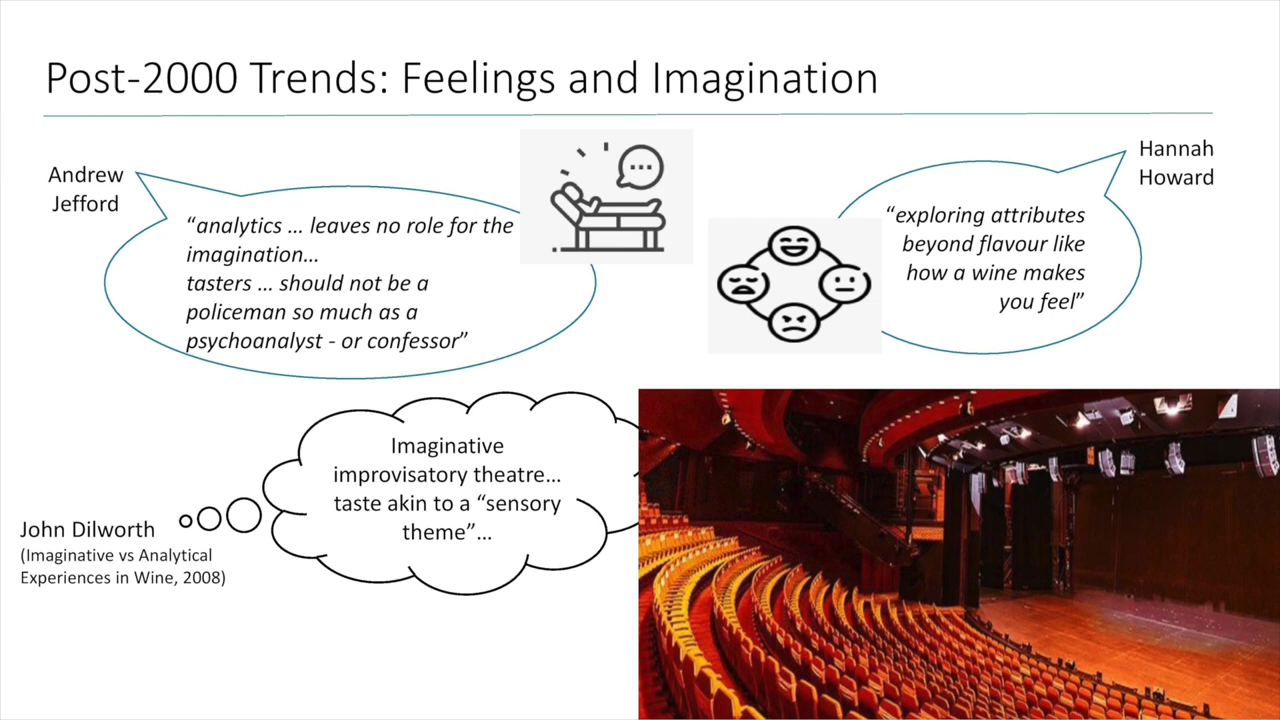 Post-2000 Trends: Feelings and Imagination
Andrew
Jefford
“analytics ... leaves no role for the
imagination...
tasters ... should not be a
policeman so much as a
psychoanalyst - or confessor”
Hannah
Howard
“exploring attributes
beyond flavour like
how a wine makes
you feel”
Imaginative
improvisatory theatre...
taste akin to a “sensory
theme”...
John Dilworth
(Imaginative vs Analytical
Experiences in Wine, 2008)